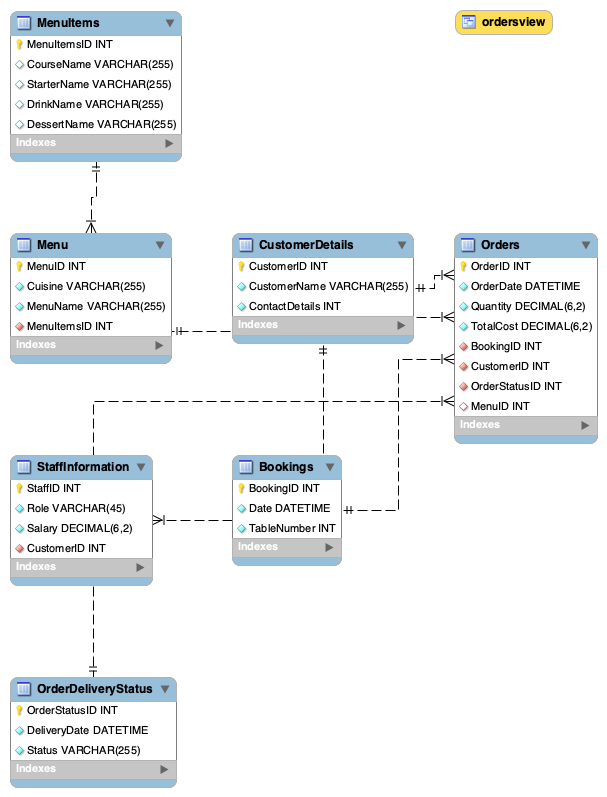 MenuItems
MenuItemsID INT
CourseName VARCHAR(255)
StarterName VARCHAR(255)
DrinkName VARCHAR(255)
DessertName VARCHAR(255)
Indexes
ordersview
Menu
MenuID INT
Cuisine VARCHAR(255)
MenuName VARCHAR(255)
MenuItemsID INT
Indexes
CustomerDetails
CustomerID INT
CustomerName VARCHAR(255)
ContactDetails INT
Indexes
Orders
OrderID INT
OrderDate DATETIME
Quantity DECIMAL(6,2)
TotalCost DECIMAL(6,2)
BookingID INT
CustomerID INT
OrderStatusID INT
MenuID INT
Indexes
StaffInformation
StaffID INT
Role VARCHAR(45)
Salary DECIMAL(6,2)
CustomerID INT
Indexes
Bookings
BookingID INT
Date DATETIME
TableNumber INT
Indexes
OrderDeliveryStatus
OrderStatusID INT
DeliveryDate DATETIME
Status VARCHAR(255)
Indexes